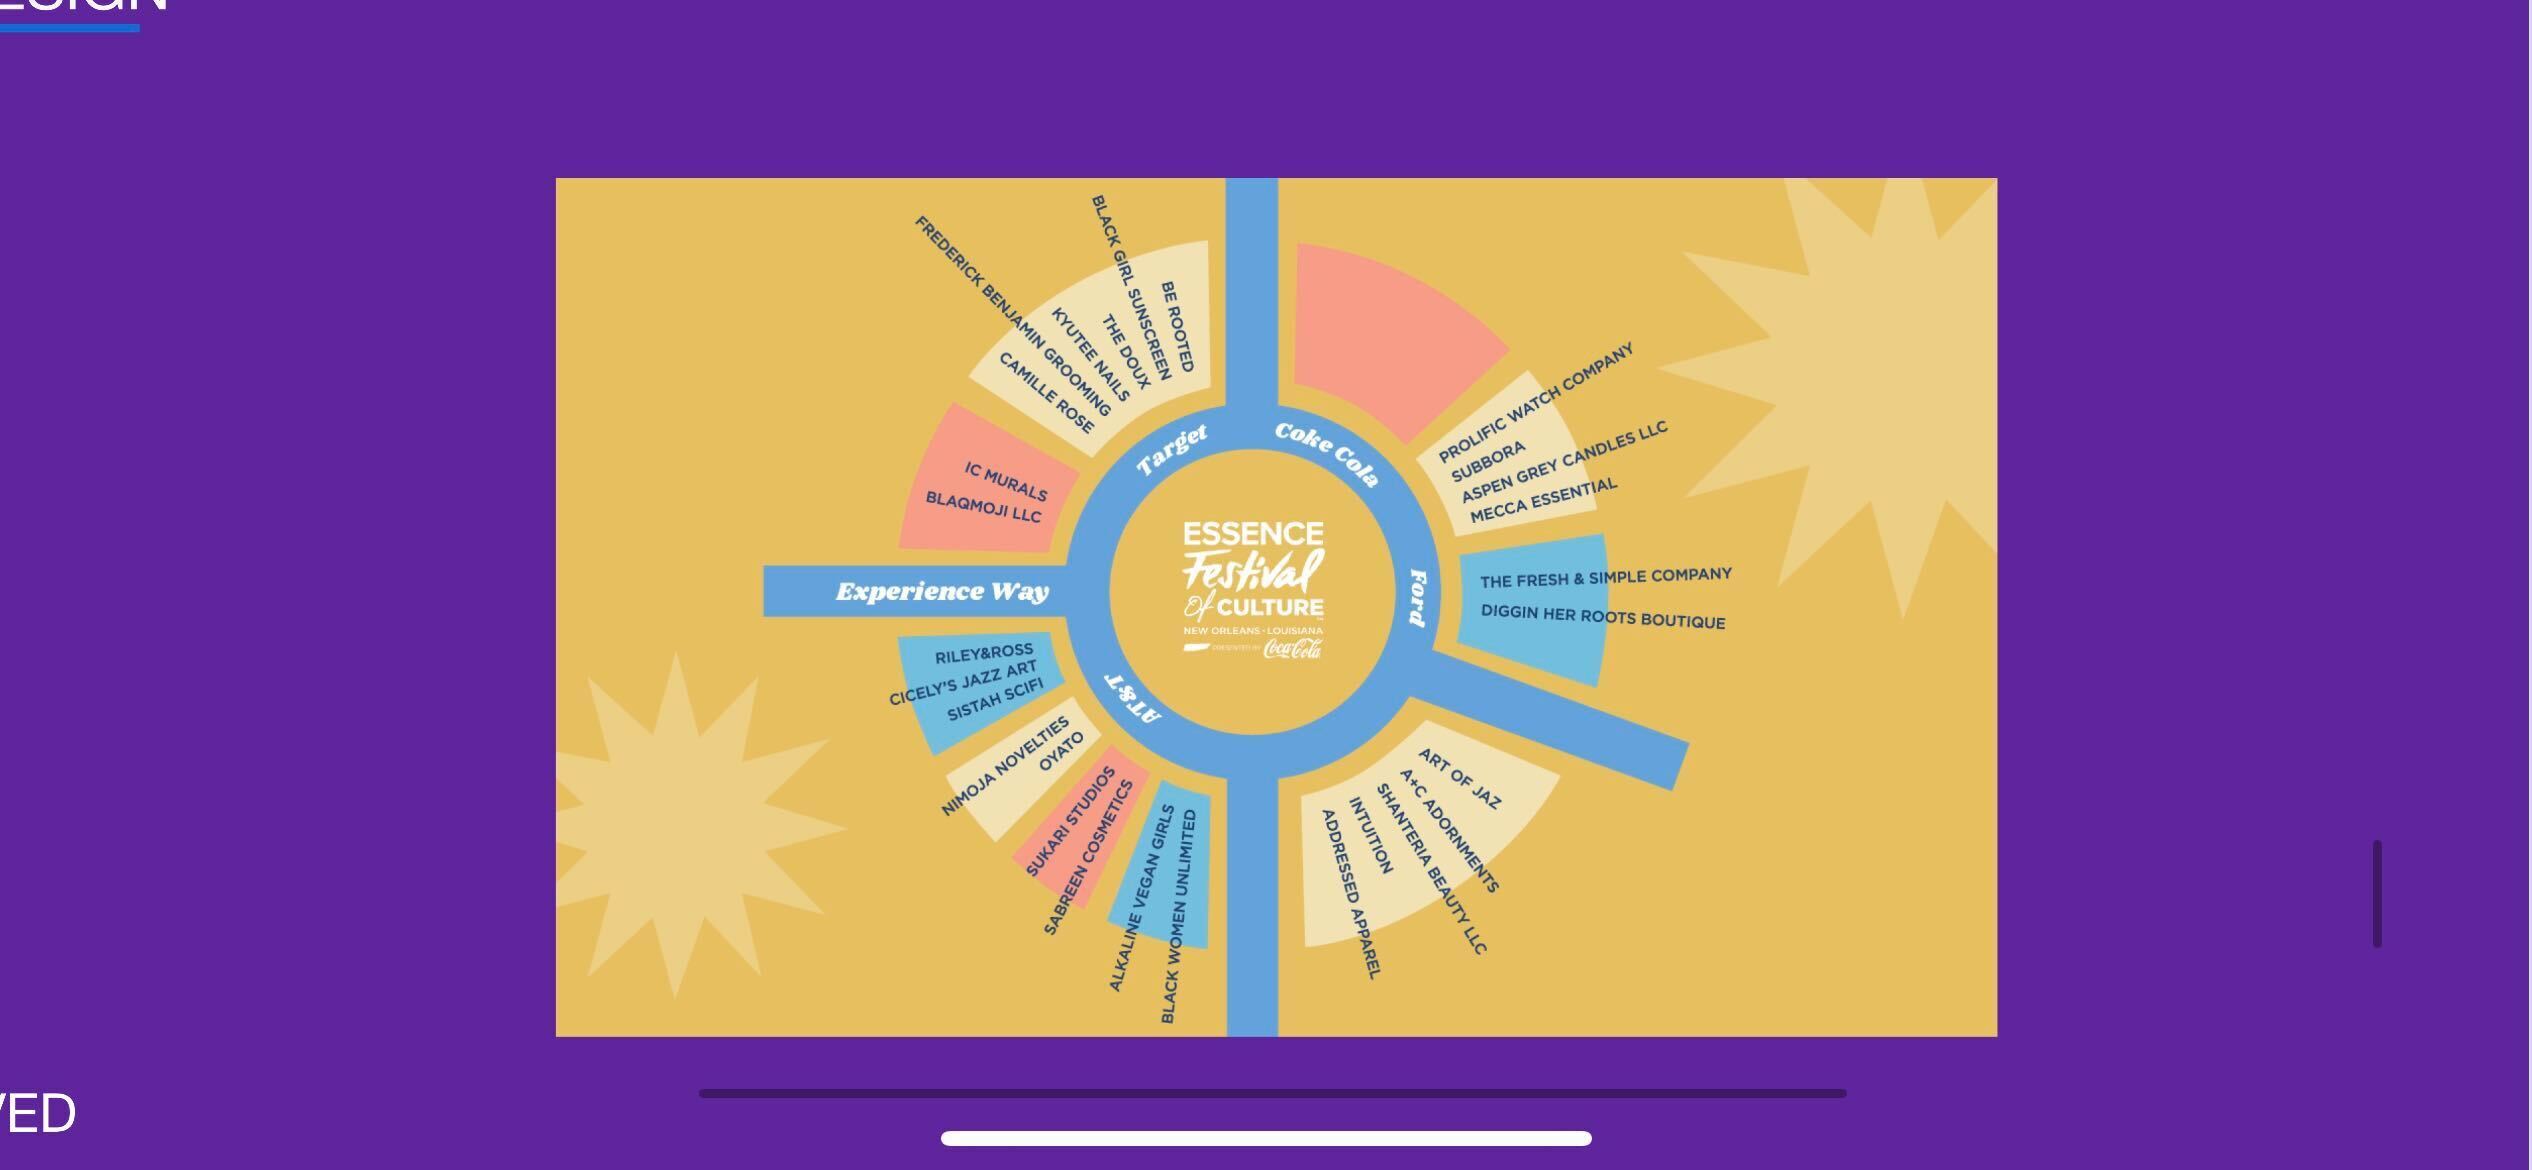 ESIGN
BLACK GIRL SUNSCREEN
FREDERICK BENJAMIN GROOMING
BE ROOTED
KYUTEE NAILS
THE DOUX
CAMILLE ROSE
PROLIFIC WATCH COMPANY
SUBBORA
ASPEN GREY CANDLES LLC
MECCA ESSENTIAL
Target
Coke Cola
IC MURALS
BLAQMOJI LLC
ESSENCE
Festival
Of CULTURE
NEW ORLEANS • LOUISIANA
PRESENTED BY Coca-Cola
Experience Way
Ford
THE FRESH & SIMPLE COMPANY
DIGGIN HER ROOTS BOUTIQUE
RILEY&ROSS
CICELY'S JAZZ ART
SISTAH SCIFI
AT&T
NIMOJA NOVELTIES
OYATO
SUKARI STUDIOS
SABREEN COSMETICS
ALKALINE VEGAN GIRLS
BLACK WOMEN UNLIMITED
ART OF JAZ
A+C ADORNMENTS
SHANTERIA BEAUTY LLC
INTUITION
ADDRESSED APPAREL
VED